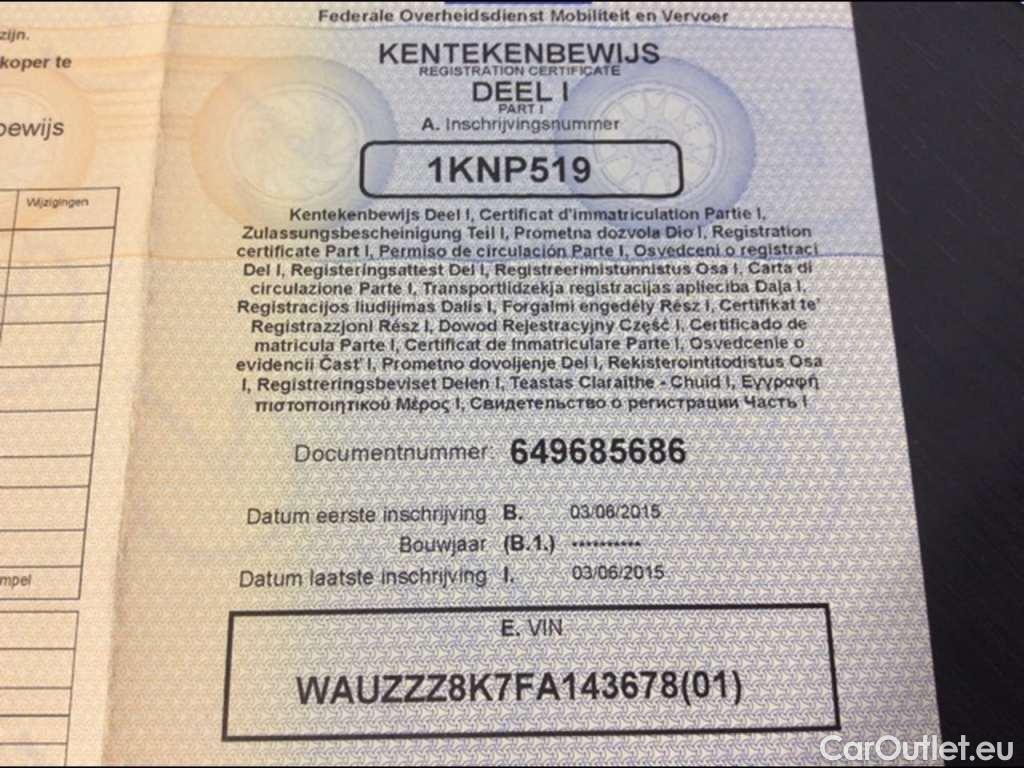 zijn.
koper te
bewijs
Wijzigingen
mpel
Federale Overheidsdienst Mobiliteit en Vervoer
KENTEKENBEWIJS
REGISTRATION CERTIFICATE
DEEL I
PART I
A. Inschrijvingsnummer
1KNP519
Kentekenbewijs Deel I, Certificat d'immatriculation Partie I,
Zulassungsbescheinigung Teil I, Prometna dozvola Dio I, Registration
certificate Part I, Permiso de circulación Parte I, Osvedceni o registraci
Del I, Registeringsattest Del I, Registreerimistunnistus Osa I, Carta di
circolazione Parte I, Transportlidzekja registracijas aplieciba Daļa I,
Registracijos liudijimas Dalis I, Forgalmi engedély Rész I, Certifikat te'
Registrazzjoni Rész I, Dowod Rejestracyjny Część I, Certificado de
matricula Parte I, Certificat de Inmatriculare Parte I, Osvedcenie o
evidencii Čast' I, Prometno dovoljenje Del I, Rekisterointitodistus Osa
I, Registreringsbeviset Delen I, Teastas Claraithe - Chuid I, Εγγραφή
πιστοποιητικού Μέρος I, Свидетельство о регистрации Часть I
Documentnummer: 649685686
Datum eerste inschrijving B. 03/06/2015
Bouwjaar (B.1.) **********
Datum laatste inschrijving I. 03/06/2015
E. VIN
WAUZZZ8K7FA143678(01)
CarOutlet.eu